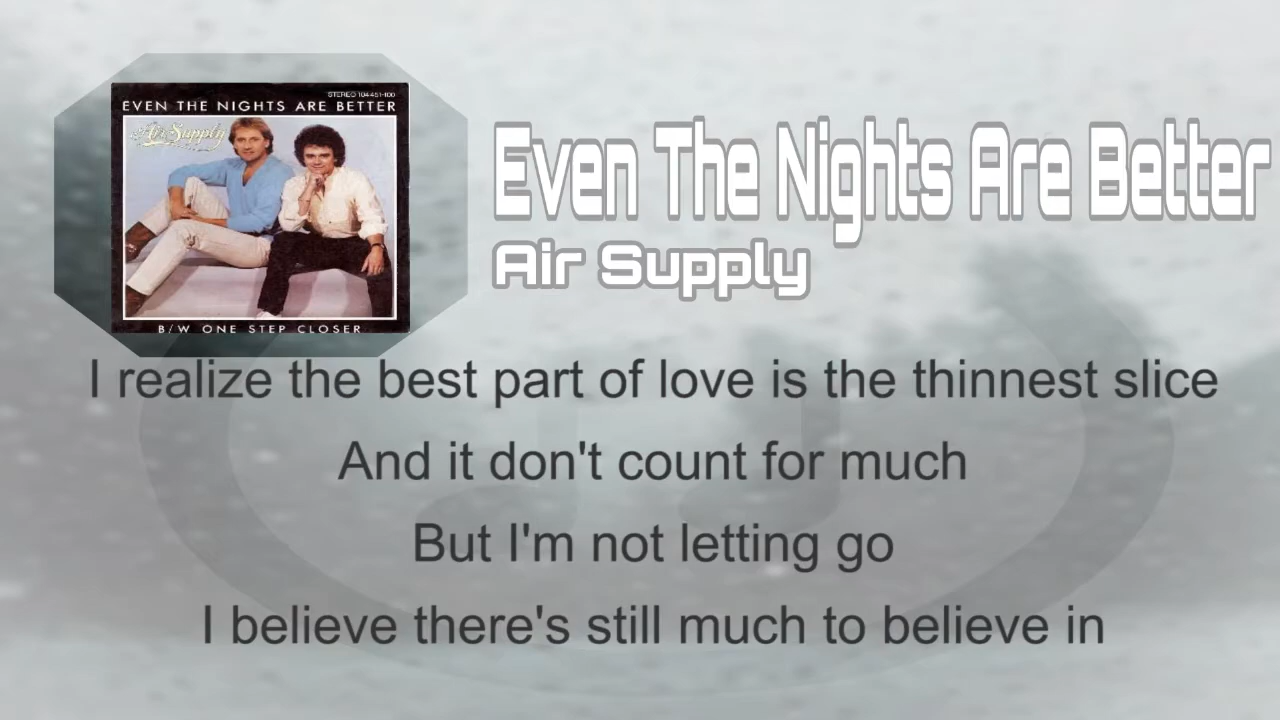 STEREO 104 451-100
EVEN THE NIGHTS ARE BETTER
Air Supply
B/W ONE STEP CLOSER
Even The Nights Are Better
Air Supply
I realize the best part of love is the thinnest slice
And it don't count for much
But I'm not letting go
I believe there's still much to believe in